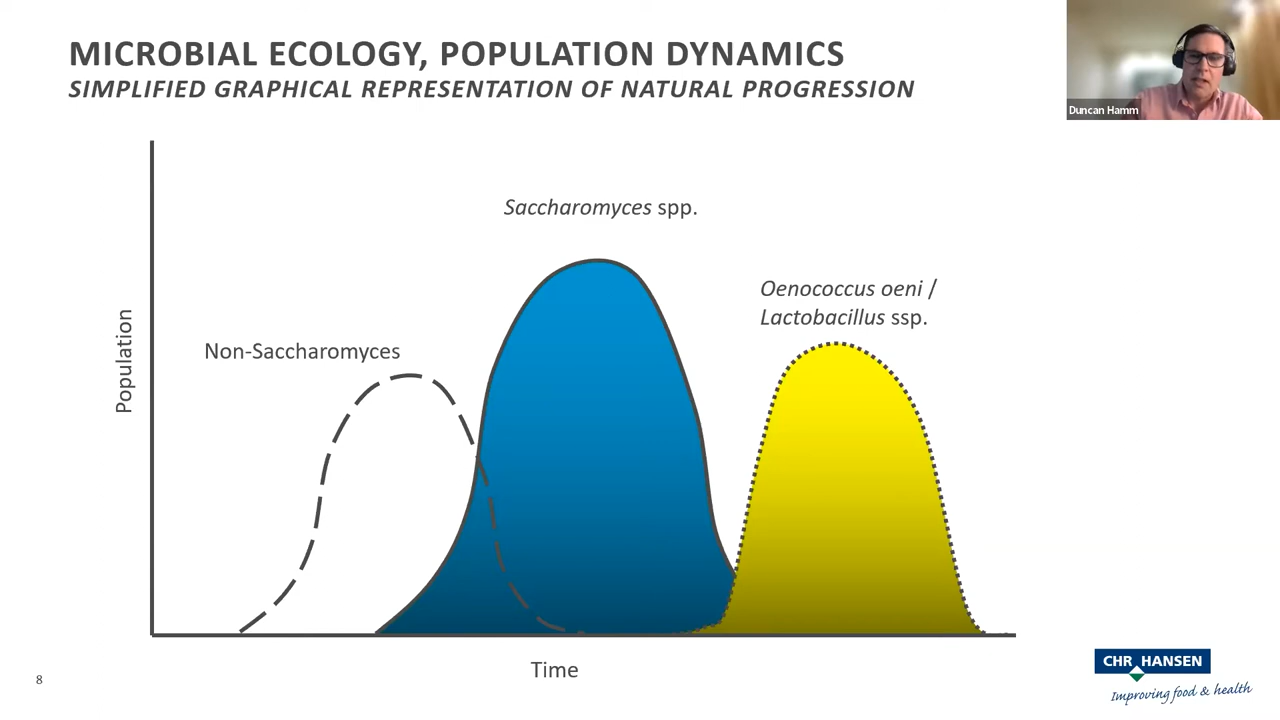 MICROBIAL ECOLOGY, POPULATION DYNAMICS
SIMPLIFIED GRAPHICAL REPRESENTATION OF NATURAL PROGRESSION
Duncan Hamm
Saccharomyces spp.
Oenococcus oeni /
Lactobacillus ssp.
Non-Saccharomyces
Population
Time
8
CHR HANSEN
Improving food & health